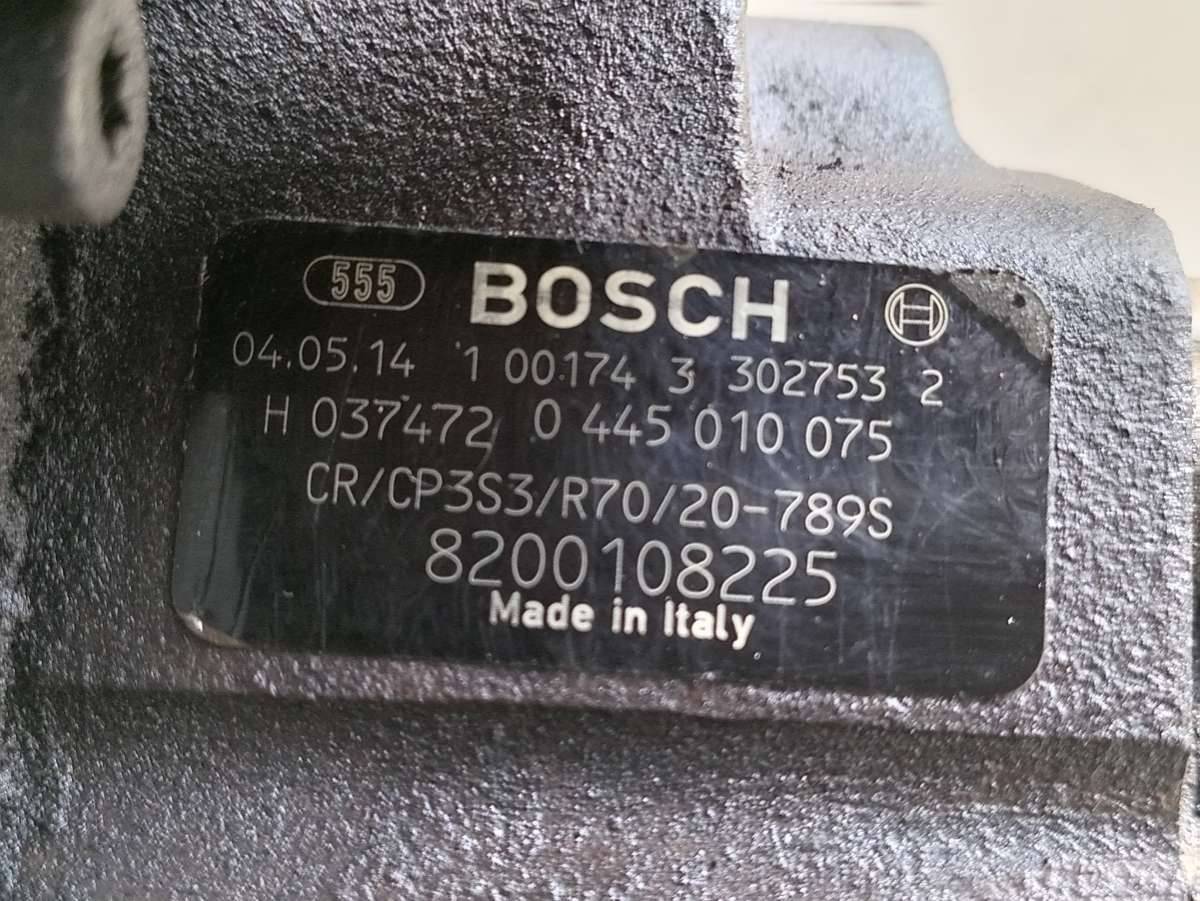 555 BOSCH
04.05.14 1 00174 3 302753 2
H 037472 0 445 010 075
CR/CP3S3/R70/20-789S
8200108225
Made in Italy